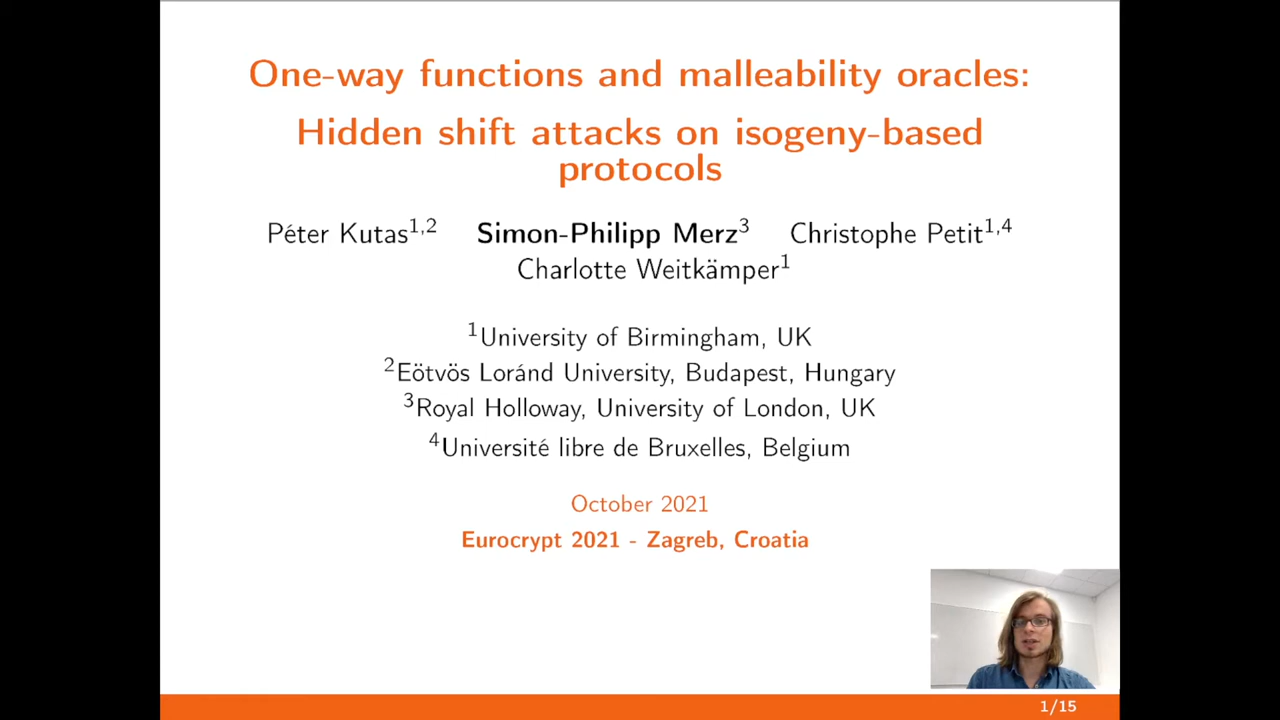 One-way functions and malleability oracles:
Hidden shift attacks on isogeny-based
protocols
Péter Kutas¹,² Simon-Philipp Merz³ Christophe Petit¹,⁴
Charlotte Weitkämper¹
¹University of Birmingham, UK
²Eötvös Loránd University, Budapest, Hungary
³Royal Holloway, University of London, UK
⁴Université libre de Bruxelles, Belgium
October 2021
Eurocrypt 2021 - Zagreb, Croatia
1/15